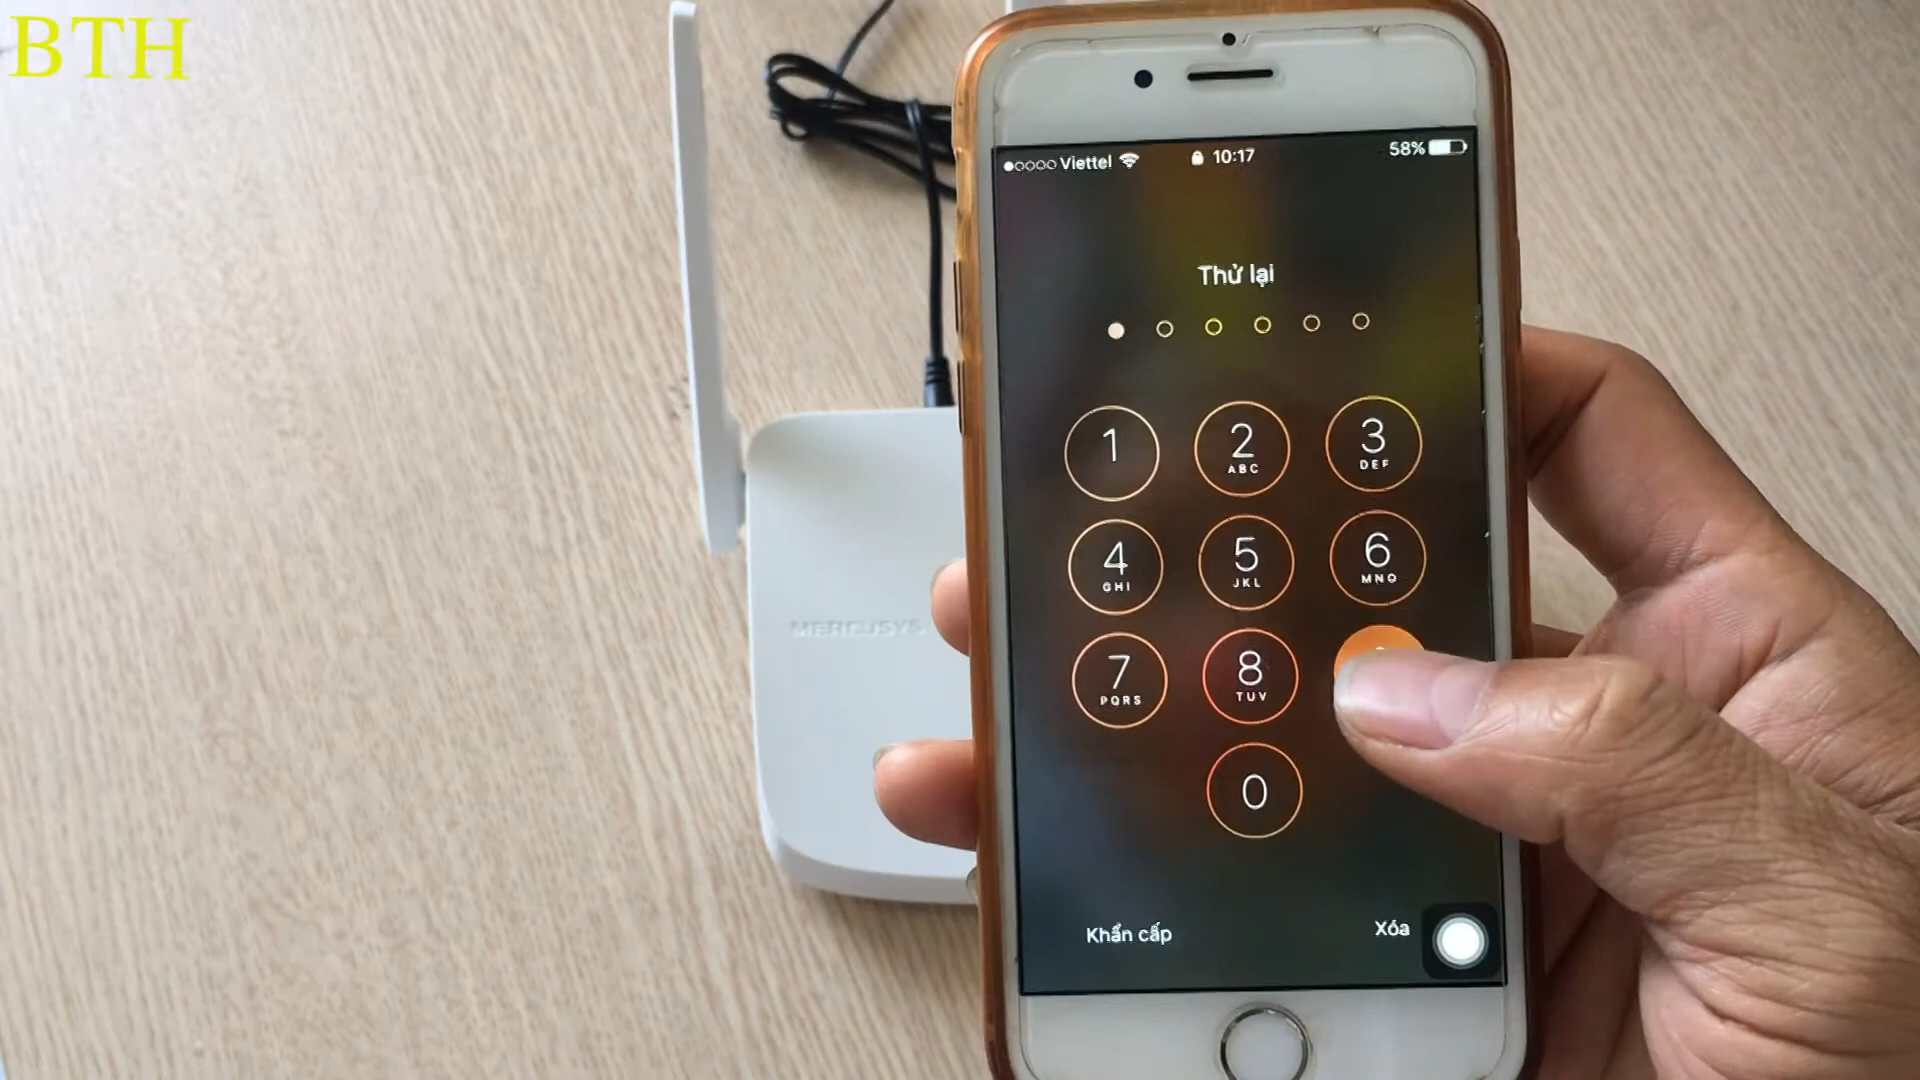 BTH
Viettel 10:17 58%
Thử lại
1 2 3
ABC DEF
4 5 6
GHI JKL MNO
MERCUSYS
7 8
PQRS TUV
0
Khẩn cấp Xóa